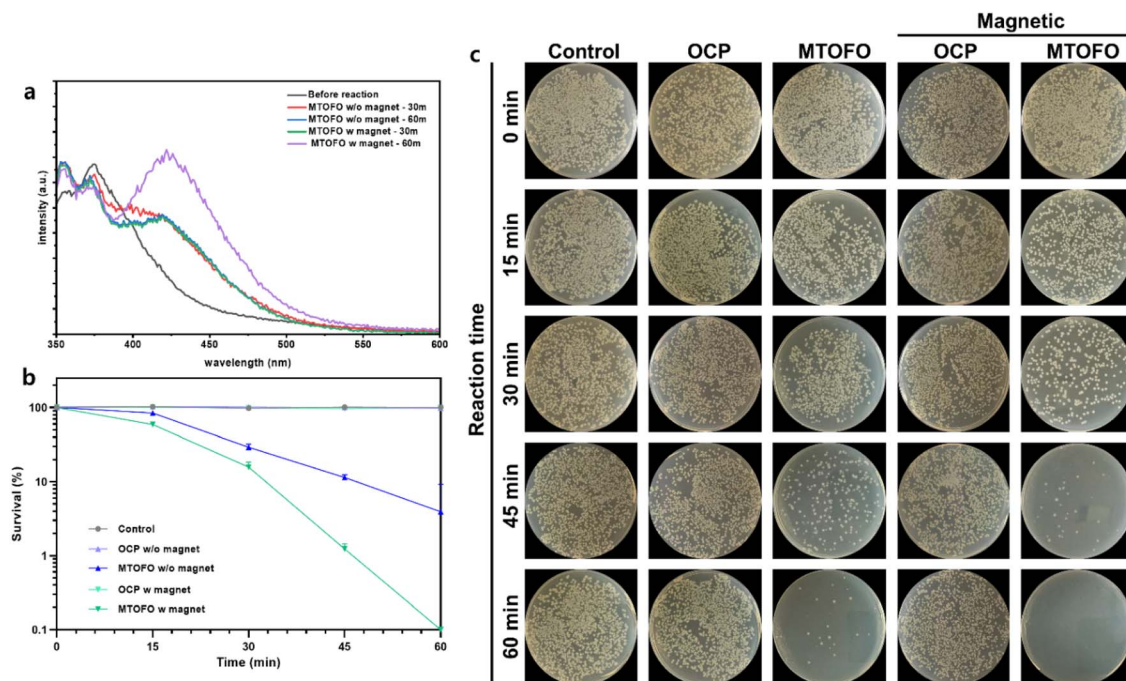 a
Before reaction
MTOFO w/o magnet - 30m
MTOFO w/o magnet - 60m
MTOFO w magnet - 30m
MTOFO w magnet - 60m
intensity (a.u.)
350 400 450 500 550 600
wavelength (nm)
b
100
10
1
0.1
Survival (%)
Control
OCP w/o magnet
MTOFO w/o magnet
OCP w magnet
MTOFO w magnet
0 15 30 45 60
Time (min)
c
Magnetic
Control OCP MTOFO OCP MTOFO
Reaction time
0 min
15 min
30 min
45 min
60 min